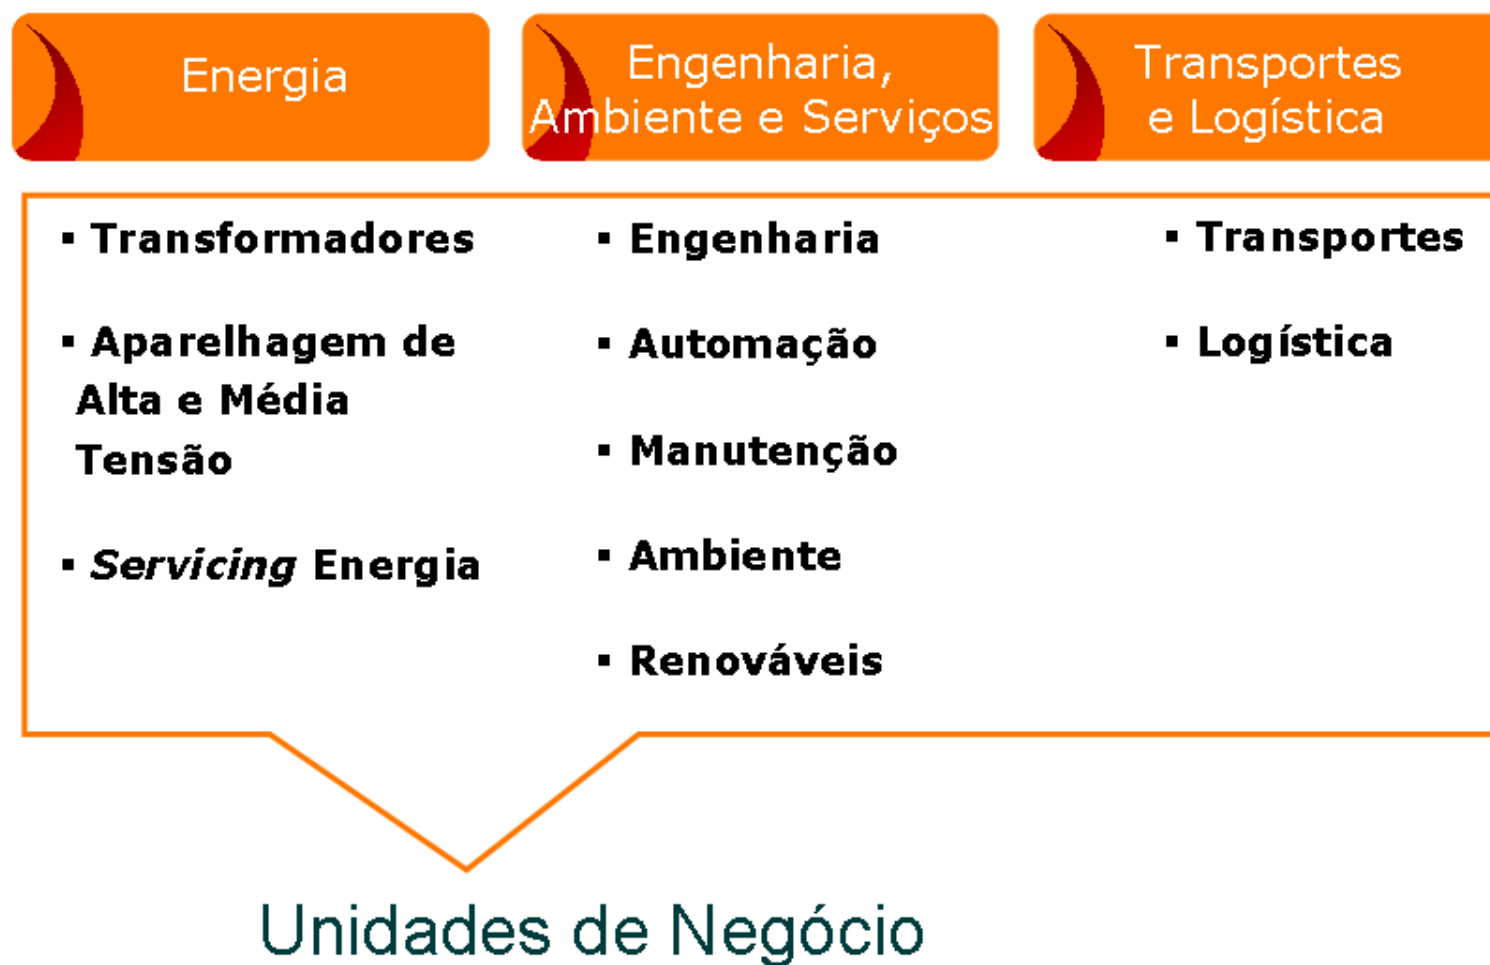 Energia
Engenharia,
Ambiente e Serviços
Transportes
e Logística
▪ Transformadores
▪ Aparelhagem de
Alta e Média
Tensão
▪ Servicing Energia
▪ Engenharia
▪ Automação
▪ Manutenção
▪ Ambiente
▪ Renováveis
▪ Transportes
▪ Logística
Unidades de Negócio